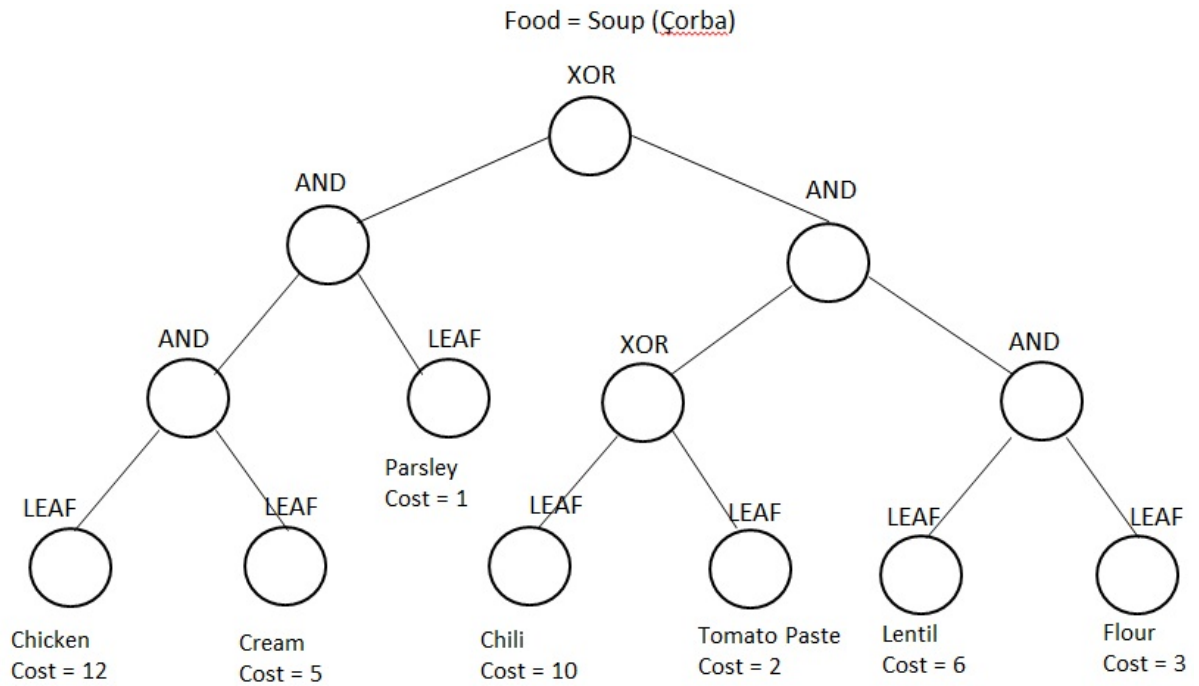 Food = Soup (Çorba)
XOR
AND
AND
AND
LEAF
XOR
AND
Parsley
Cost = 1
LEAF
LEAF
LEAF
LEAF
LEAF
LEAF
Chicken
Cost = 12
Cream
Cost = 5
Chili
Cost = 10
Tomato Paste
Cost = 2
Lentil
Cost = 6
Flour
Cost = 3